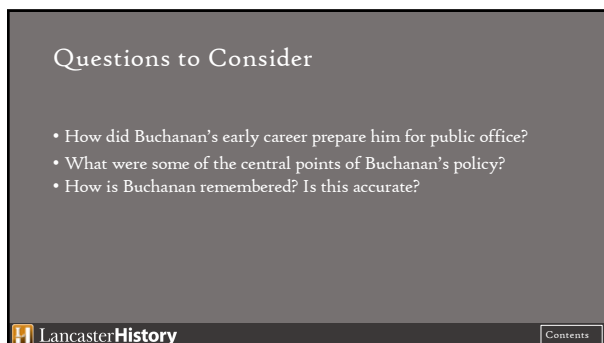 Questions to Consider
• How did Buchanan's early career prepare him for public office?
• What were some of the central points of Buchanan's policy?
• How is Buchanan remembered? Is this accurate?
H LancasterHistory
Contents